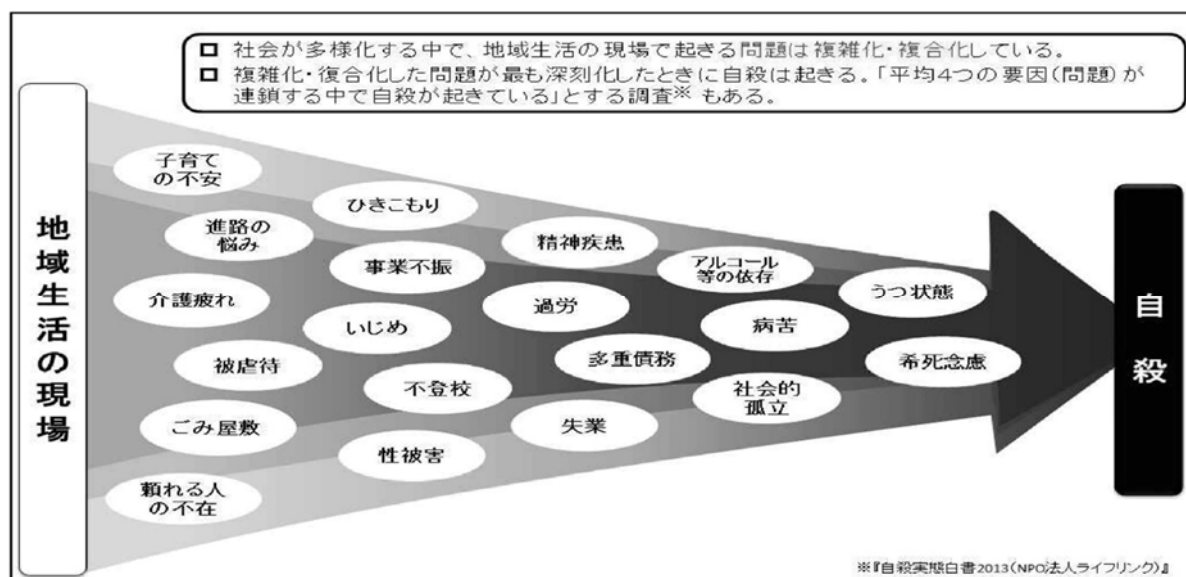 □ 社会が多様化する中で、地域生活の現場で起きる問題は複雑化・複合化している。
□ 複雑化・復合化した問題が最も深刻化したときに自殺は起きる。「平均4つの要因(問題)が
連鎖する中で自殺が起きている」とする調査※ もある。
地域生活の現場
子育て
の不安
進路の
悩み
介護疲れ
被虐待
ごみ屋敷
頼れる人
の不在
ひきこもり
事業不振
いじめ
不登校
性被害
精神疾患
過労
多重債務
失業
アルコール
等の依存
病苦
社会的
孤立
うつ状態
希死念慮
自殺
※『自殺実態白書2013(NPO法人ライフリンク)』